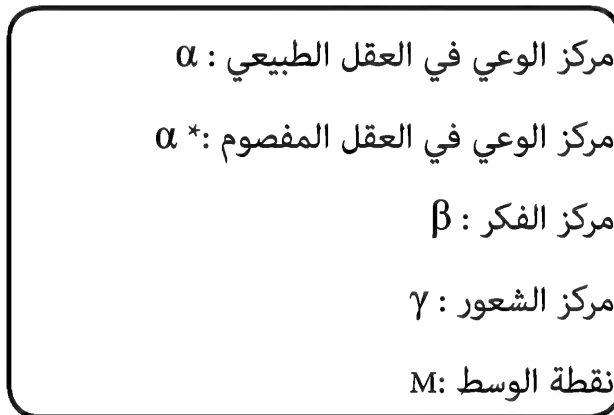 مركز الوعي في العقل الطبيعي : α
مركز الوعي في العقل المفصوم :* α
مركز الفكر : β
مركز الشعور : γ
نقطة الوسط :M